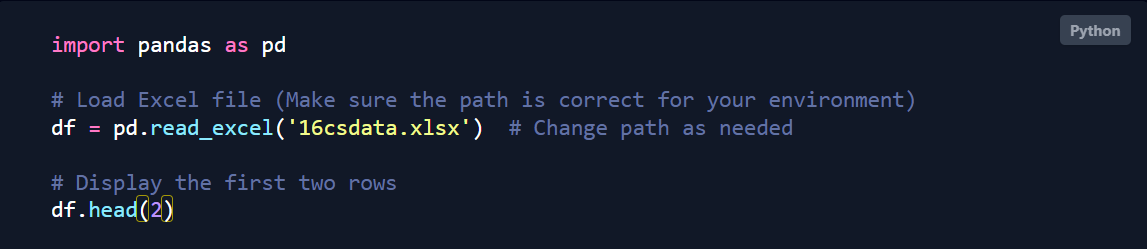 Python
import pandas as pd
# Load Excel file (Make sure the path is correct for your environment)
df = pd.read_excel('16csdata.xlsx')  # Change path as needed
# Display the first two rows
df.head(2)